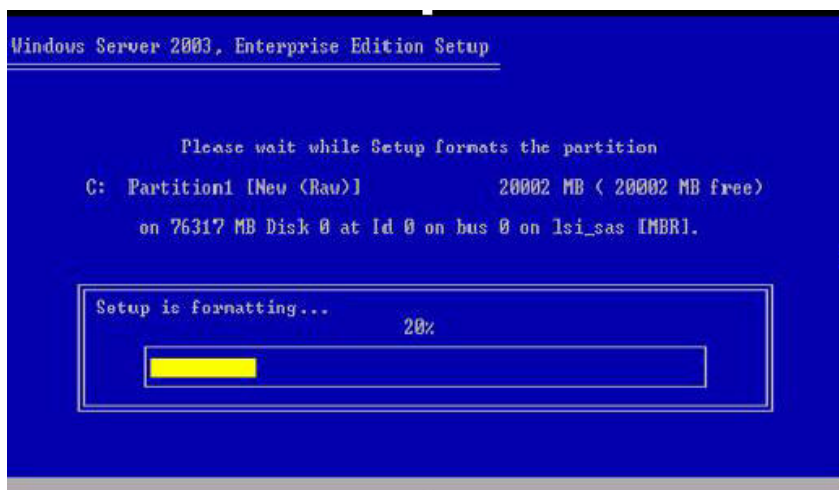 Windows Server 2003, Enterprise Edition Setup
Please wait while Setup formats the partition
C: Partition1 [New (Raw)] 20002 MB ( 20002 MB free)
on 76317 MB Disk 0 at Id 0 on bus 0 on lsi_sas [MBR].
Setup is formatting...
20%